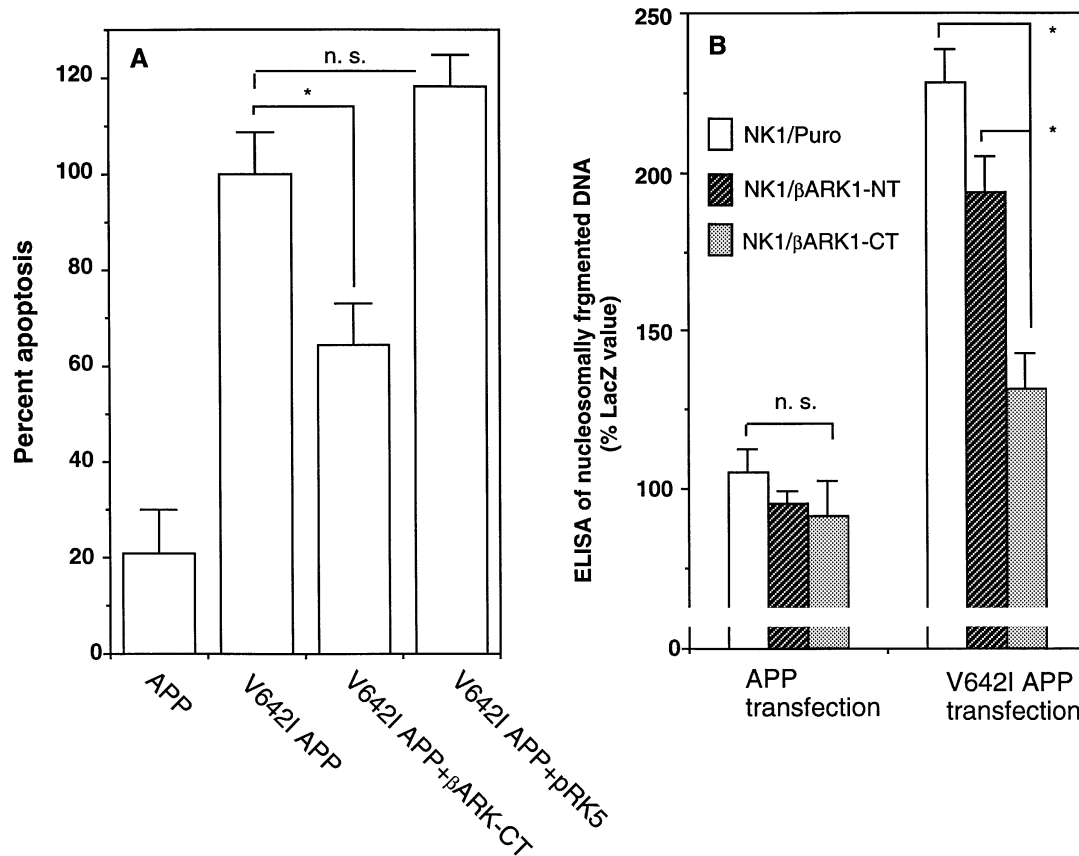 A
Percent apoptosis
120
100
80
60
40
20
0
n. s.
*
APP
V642I APP
V642I APP+βARK-CT
V642I APP+pRK5
B
ELISA of nucleosomally frgmented DNA
(% LacZ value)
250
200
150
100
0
NK1/Puro
NK1/βARK1-NT
NK1/βARK1-CT
n. s.
*
*
APP
transfection
V642I APP
transfection